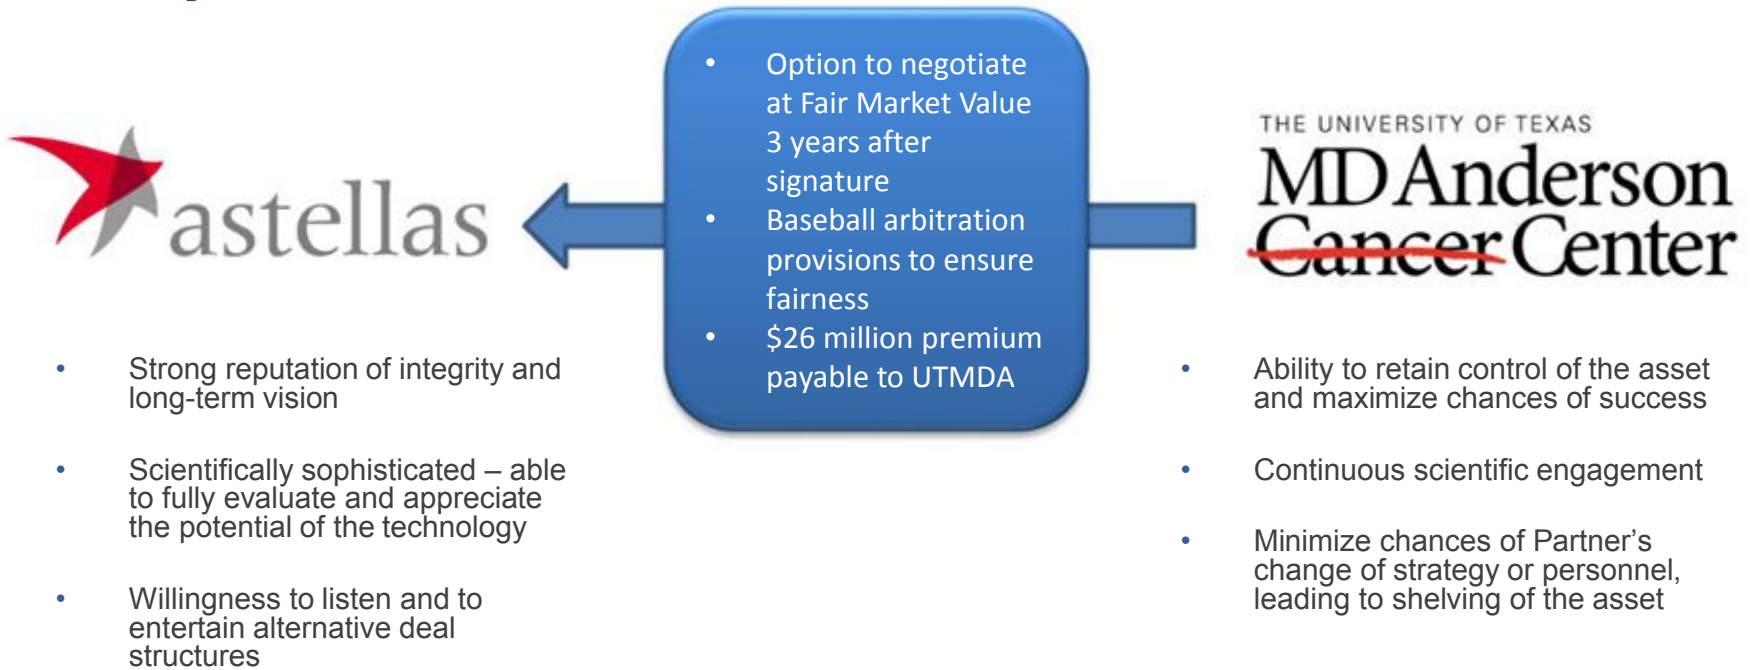 astellas
• Option to negotiate
at Fair Market Value
3 years after
signature
• Baseball arbitration
provisions to ensure
fairness
• $26 million premium
payable to UTMDA
THE UNIVERSITY OF TEXAS
MD Anderson
Cancer Center
• Strong reputation of integrity and
long-term vision
• Scientifically sophisticated – able
to fully evaluate and appreciate
the potential of the technology
• Willingness to listen and to
entertain alternative deal
structures
• Ability to retain control of the asset
and maximize chances of success
• Continuous scientific engagement
• Minimize chances of Partner’s
change of strategy or personnel,
leading to shelving of the asset